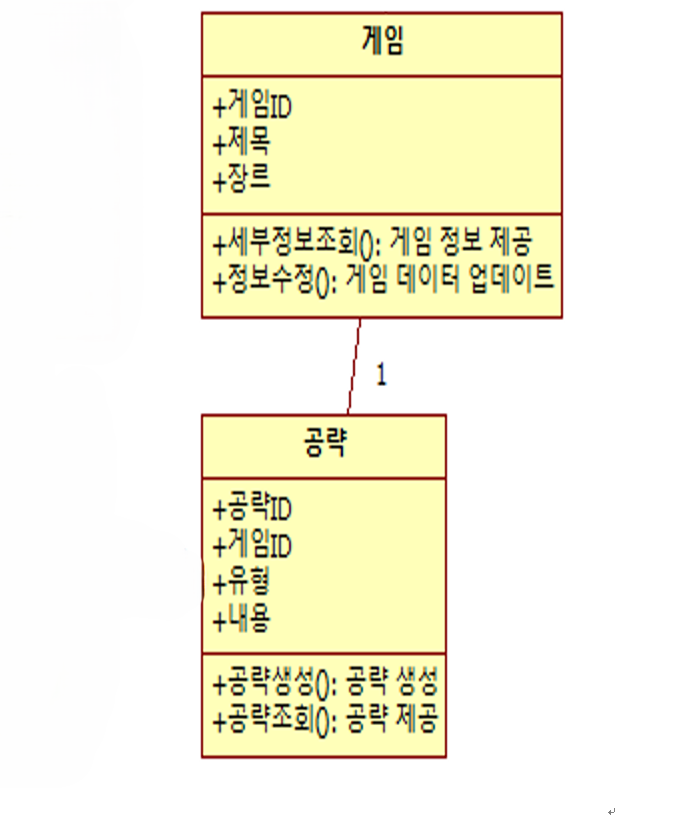 게임
+게임ID
+제목
+장르
+세부정보조회(): 게임 정보 제공
+정보수정(): 게임 데이터 업데이트
1
공략
+공략ID
+게임ID
+유형
+내용
+공략생성(): 공략 생성
+공략조회(): 공략 제공